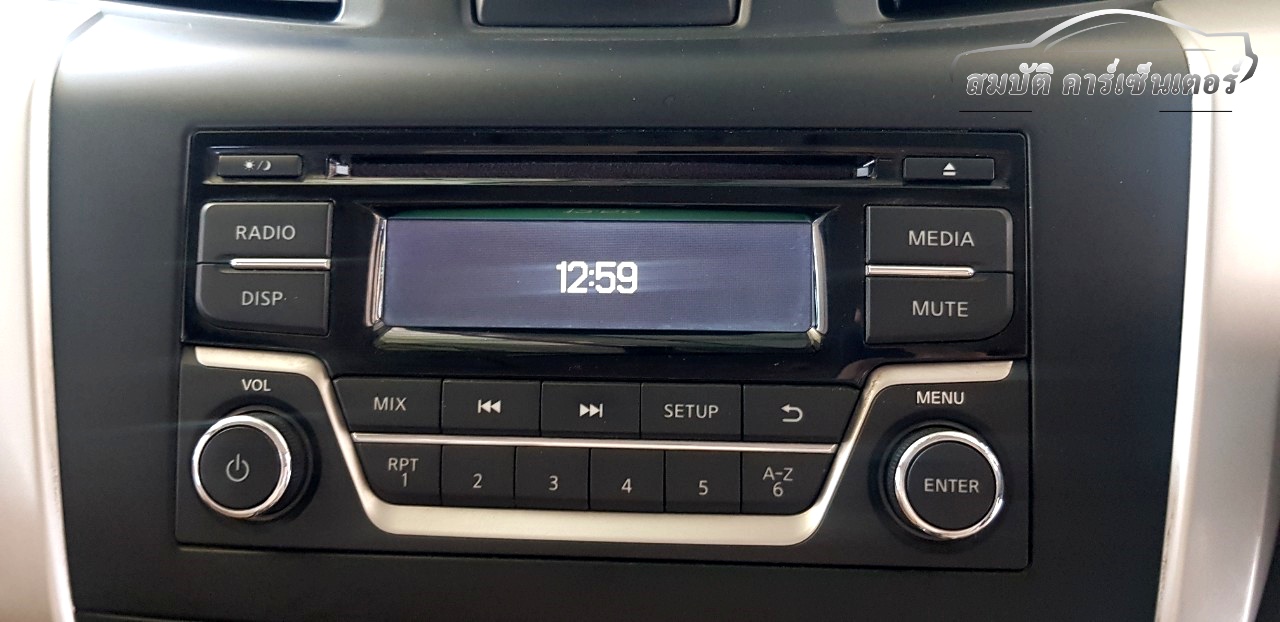 สมบัติ คาร์เซ็นเตอร์
RADIO
MEDIA
12:59
DISP
MUTE
VOL
MENU
MIX
SETUP
RPT
1
2
3
4
5
A-Z
6
ENTER